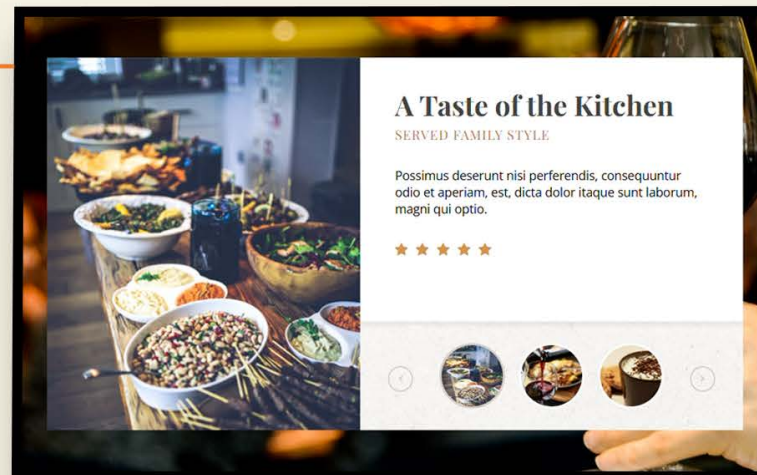 A Taste of the Kitchen
SERVED FAMILY STYLE
Possimus deserunt nisi perferendis, consequuntur
odio et aperiam, est, dicta dolor itaque sunt laborum,
magni qui optio.